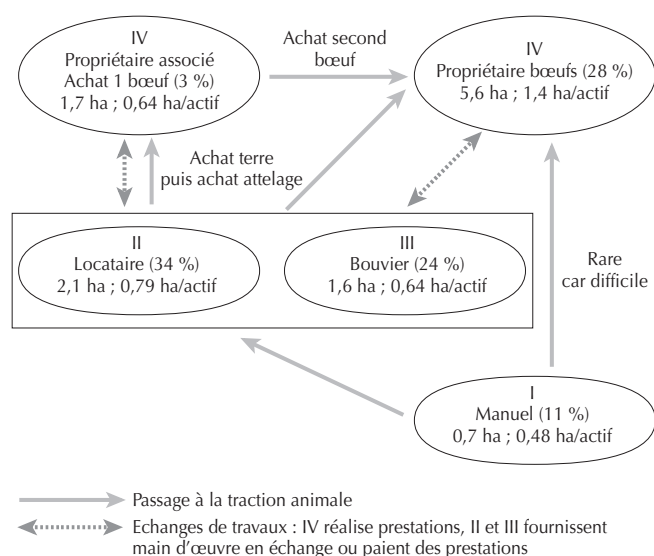 IV
Propriétaire associé
Achat 1 bœuf (3 %)
1,7 ha ; 0,64 ha/actif
Achat second
bœuf
IV
Propriétaire bœufs (28 %)
5,6 ha ; 1,4 ha/actif
Achat terre
puis achat attelage
II
Locataire (34 %)
2,1 ha ; 0,79 ha/actif
III
Bouvier (24 %)
1,6 ha ; 0,64 ha/actif
Rare
car difficile
I
Manuel (11 %)
0,7 ha ; 0,48 ha/actif
Passage à la traction animale
Echanges de travaux : IV réalise prestations, II et III fournissent
main d'œuvre en échange ou paient des prestations